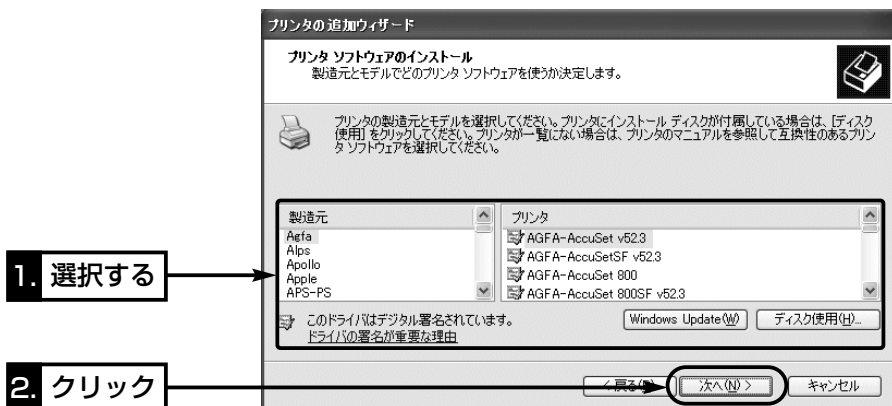 プリンタの追加ウィザード
プリンタ ソフトウェアのインストール
製造元とモデルでどのプリンタ ソフトウェアを使うか決定します。
プリンタの製造元とモデルを選択してください。プリンタにインストール ディスクが付属している場合は、[ディスク
使用] をクリックしてください。プリンタが一覧にない場合は、プリンタのマニュアルを参照して互換性のあるプリン
タ ソフトウェアを選択してください。
製造元
Agfa
Alps
Apollo
Apple
APS-PS
プリンタ
AGFA-AccuSet v52.3
AGFA-AccuSetSF v52.3
AGFA-AccuSet 800
AGFA-AccuSet 800SF v52.3
1. 選択する
このドライバはデジタル署名されています。
ドライバの署名が重要な理由
Windows Update(W)
ディスク使用(H)...
2. クリック
< 戻る(B)
次へ(N) >
キャンセル